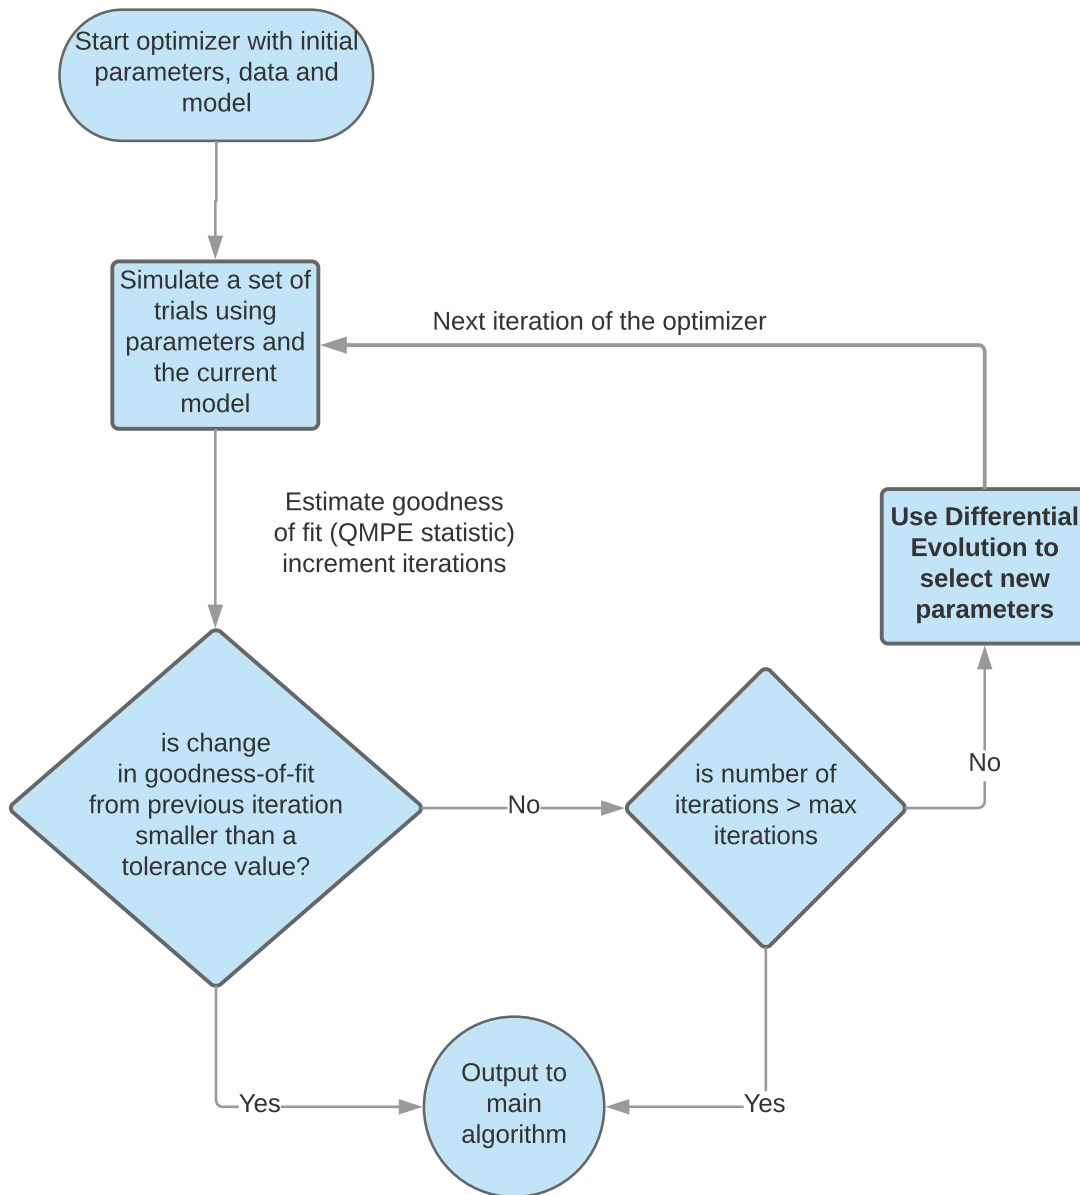 Start optimizer with initial
parameters, data and
model
Simulate a set of
trials using
parameters and
the current
model
Next iteration of the optimizer
Estimate goodness
of fit (QMPE statistic)
increment iterations
Use Differential
Evolution to
select new
parameters
is change
in goodness-of-fit
from previous iteration
smaller than a
tolerance value?
No
is number of
iterations > max
iterations
No
Yes
Output to
main
algorithm
Yes